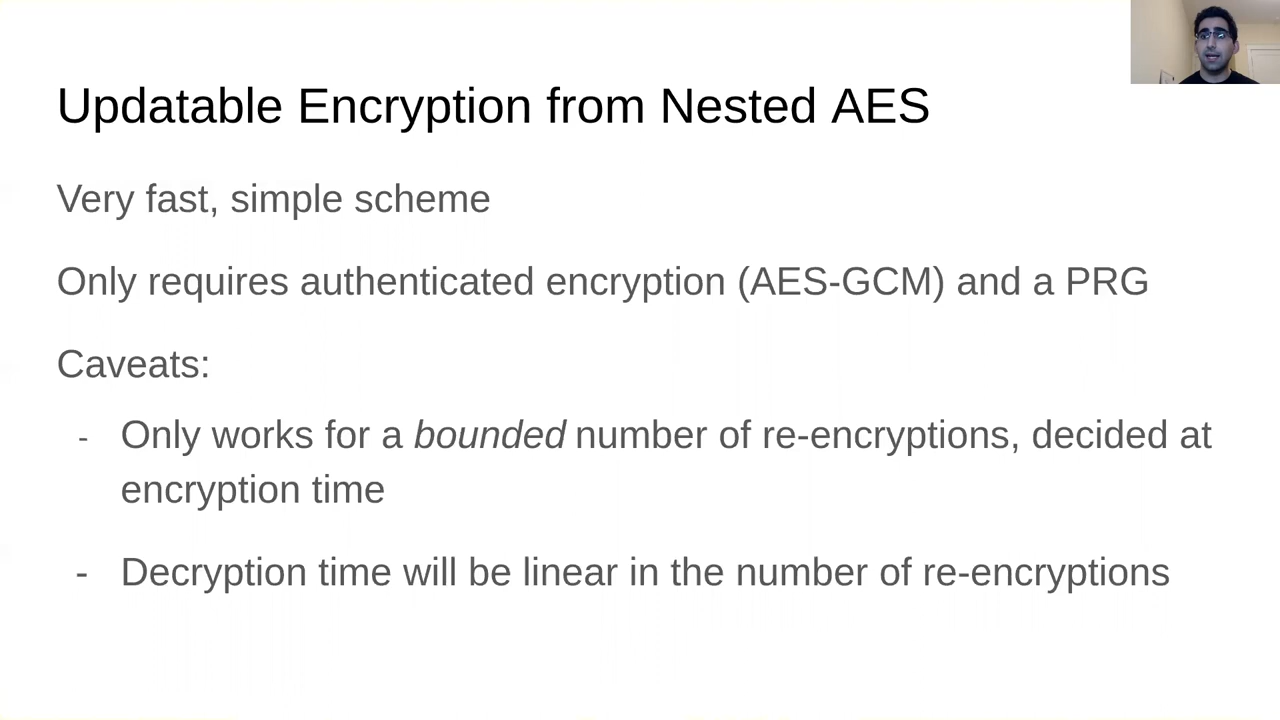 Updatable Encryption from Nested AES
Very fast, simple scheme
Only requires authenticated encryption (AES-GCM) and a PRG
Caveats:
- Only works for a bounded number of re-encryptions, decided at
encryption time
- Decryption time will be linear in the number of re-encryptions